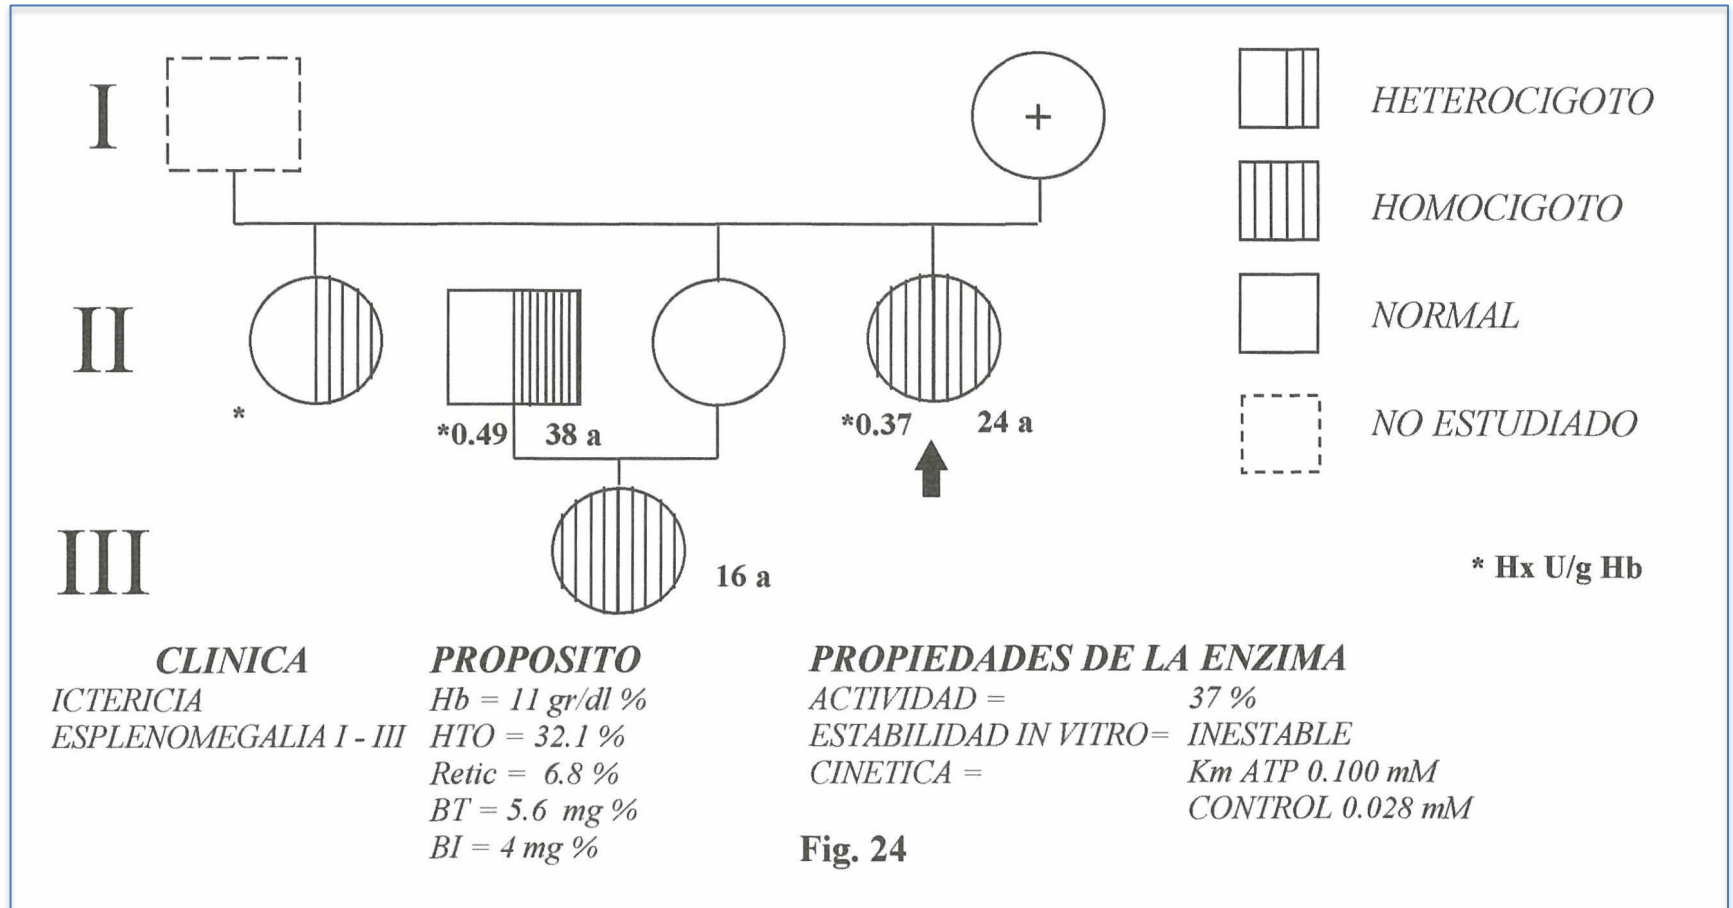 I
+
HETEROCIGOTO
HOMOCIGOTO
II
NORMAL
*
*0.49 38 a
*0.37 24 a
NO ESTUDIADO
III
16 a
* Hx U/g Hb
CLINICA
ICTERICIA
ESPLENOMEGALIA I - III
PROPOSITO
Hb = 11 gr/dl %
HTO = 32.1 %
Retic = 6.8 %
BT = 5.6 mg %
BI = 4 mg %
PROPIEDADES DE LA ENZIMA
ACTIVIDAD = 37 %
ESTABILIDAD IN VITRO= INESTABLE
CINETICA = Km ATP 0.100 mM
CONTROL 0.028 mM
Fig. 24